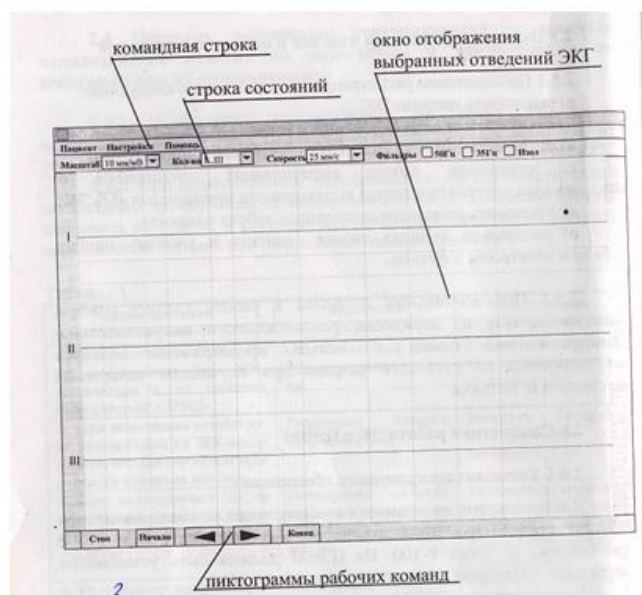 командная строка
окно отображения
выбранных отведений ЭКГ
строка состояний
Пациент Настройки Помощь
Масштаб 10 мм/мВ Кол-во I..III Скорость 25 мм/с Фильтры 50Гц 35Гц Изол
I
II
III
Стоп Начало Конец
пиктограммы рабочих команд
2